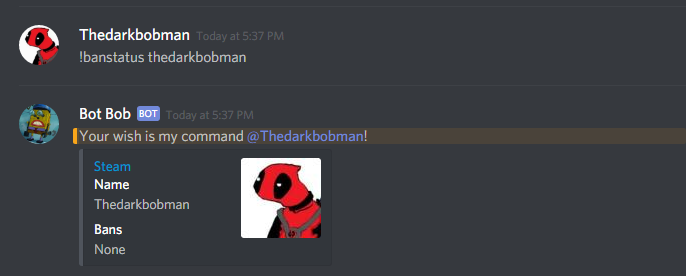 Thedarkbobman Today at 5:37 PM
!banstatus thedarkbobman
Bot Bob BOT Today at 5:37 PM
Your wish is my command @Thedarkbobman!
Steam
Name
Thedarkbobman
Bans
None